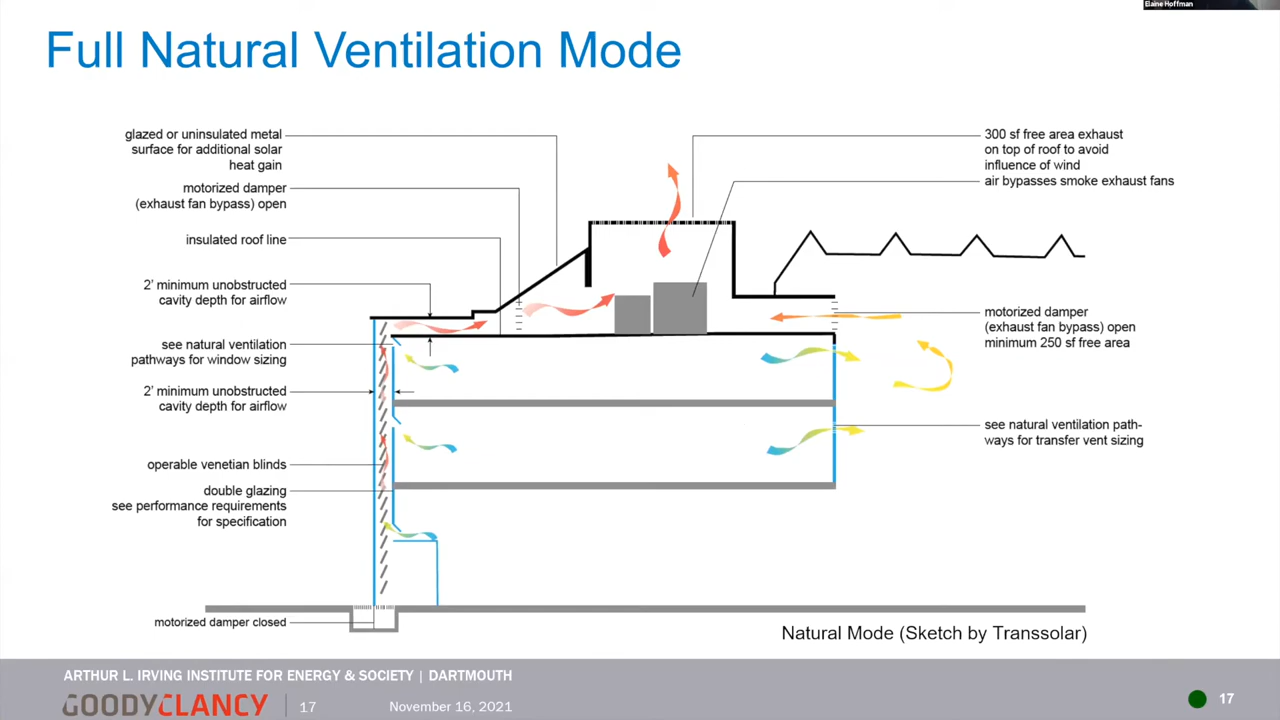 Elaine Hoffman
Full Natural Ventilation Mode
glazed or uninsulated metal
surface for additional solar
heat gain
motorized damper
(exhaust fan bypass) open
insulated roof line
2' minimum unobstructed
cavity depth for airflow
see natural ventilation
pathways for window sizing
2' minimum unobstructed
cavity depth for airflow
operable venetian blinds
double glazing
see performance requirements
for specification
motorized damper closed
300 sf free area exhaust
on top of roof to avoid
influence of wind
air bypasses smoke exhaust fans
motorized damper
(exhaust fan bypass) open
minimum 250 sf free area
see natural ventilation path-
ways for transfer vent sizing
Natural Mode (Sketch by Transsolar)
ARTHUR L. IRVING INSTITUTE FOR ENERGY & SOCIETY | DARTMOUTH
GOODYCLANCY | 17 November 16, 2021
17